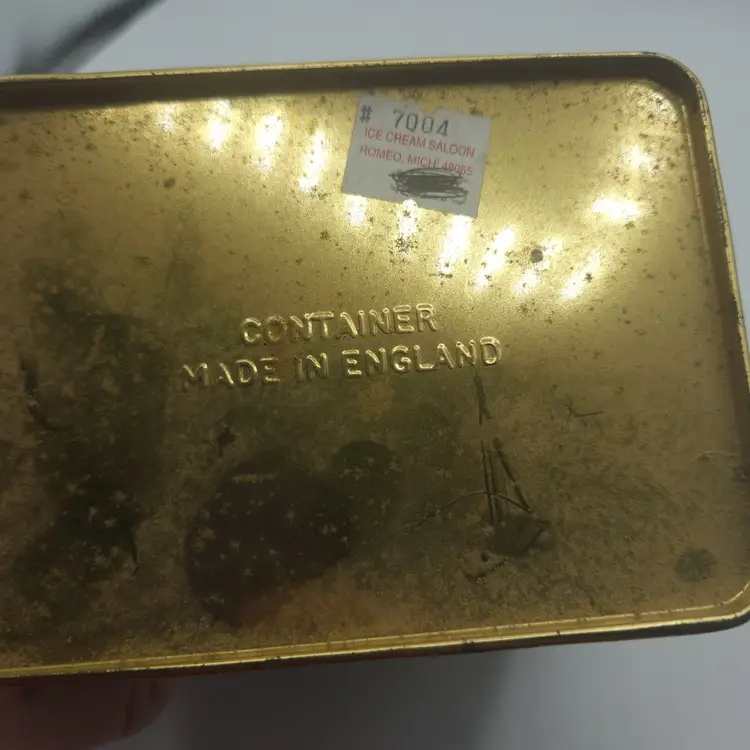 # 7004
ICE CREAM SALOON
ROMEO, MICH. 48065
CONTAINER
MADE IN ENGLAND